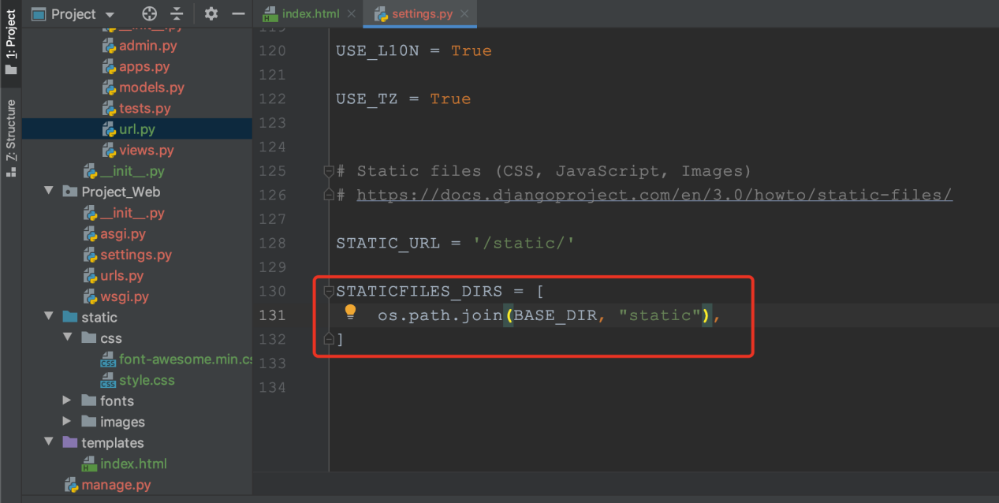 1: Project
Z: Structure
Project
__init__.py
admin.py
apps.py
models.py
tests.py
url.py
views.py
__init__.py
Project_Web
__init__.py
asgi.py
settings.py
urls.py
wsgi.py
static
css
font-awesome.min.cs
style.css
fonts
images
templates
index.html
manage.py
index.html
settings.py
119
120 USE_L10N = True
121
122 USE_TZ = True
123
124
125 # Static files (CSS, JavaScript, Images)
126 # https://docs.djangoproject.com/en/3.0/howto/static-files/
127
128 STATIC_URL = '/static/'
129
130 STATICFILES_DIRS = [
131 os.path.join(BASE_DIR, "static"),
132 ]
133
134